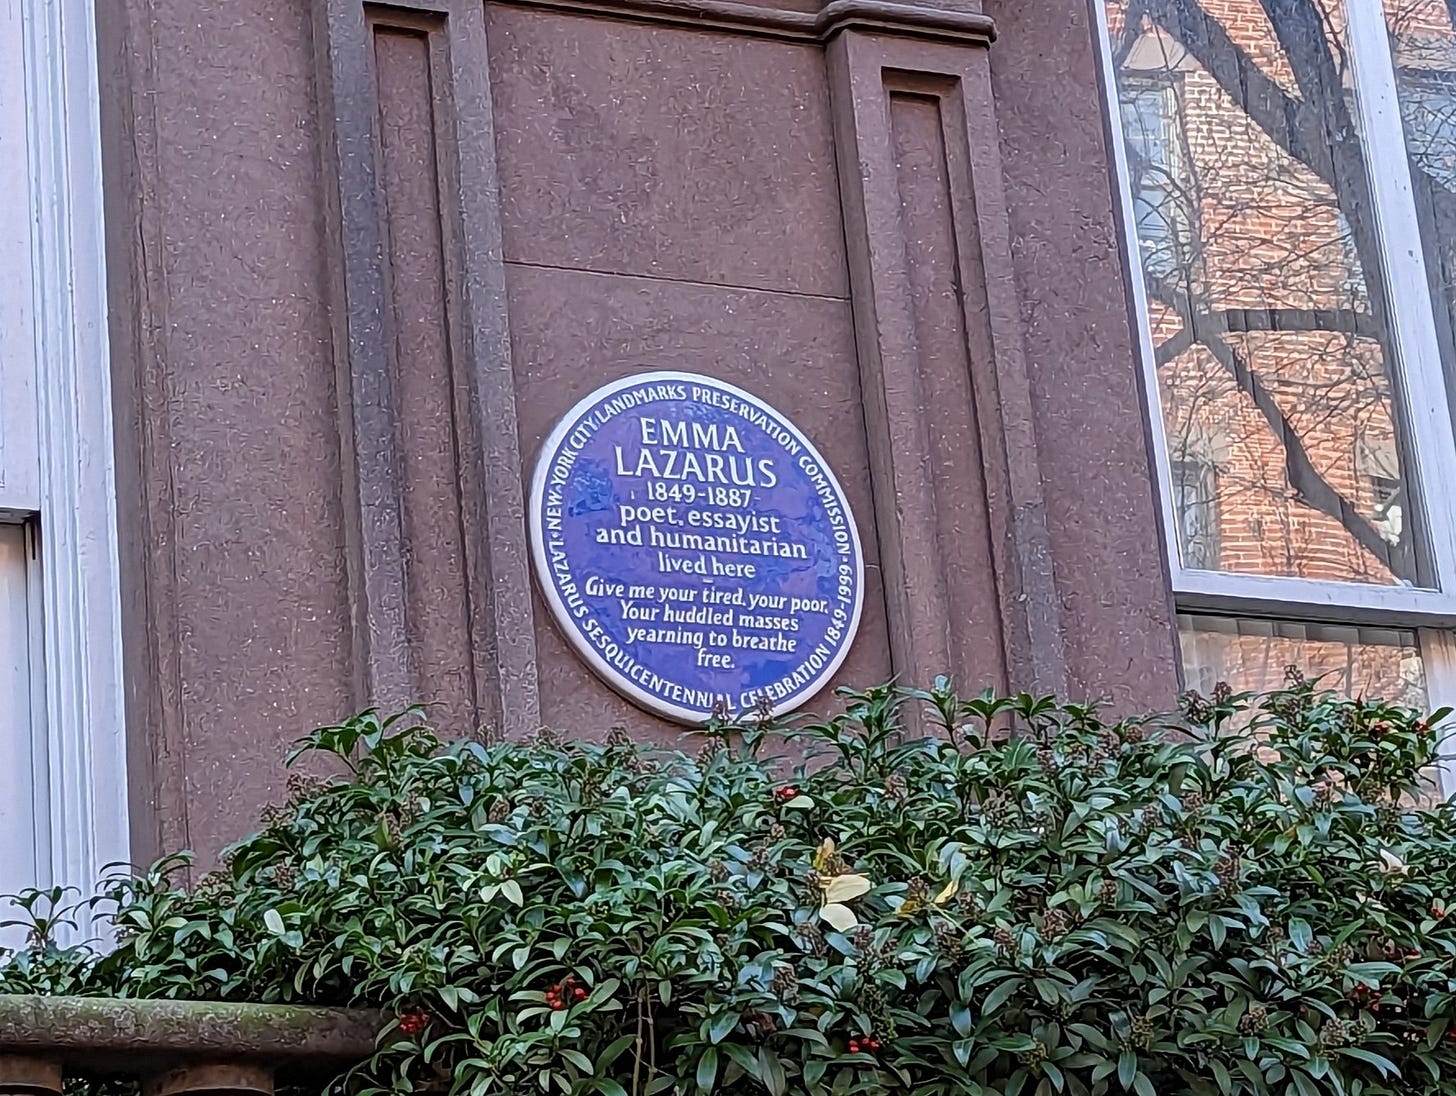 NEW·YORK CITY LANDMARKS PRESERVATION COMMISSION·
LAZARUS SESQUICENTENNIAL CELEBRATION 1849-1999·
EMMA
LAZARUS
1849-1887
poet, essayist
and humanitarian
lived here
Give me your tired, your poor,
Your huddled masses
yearning to breathe
free.